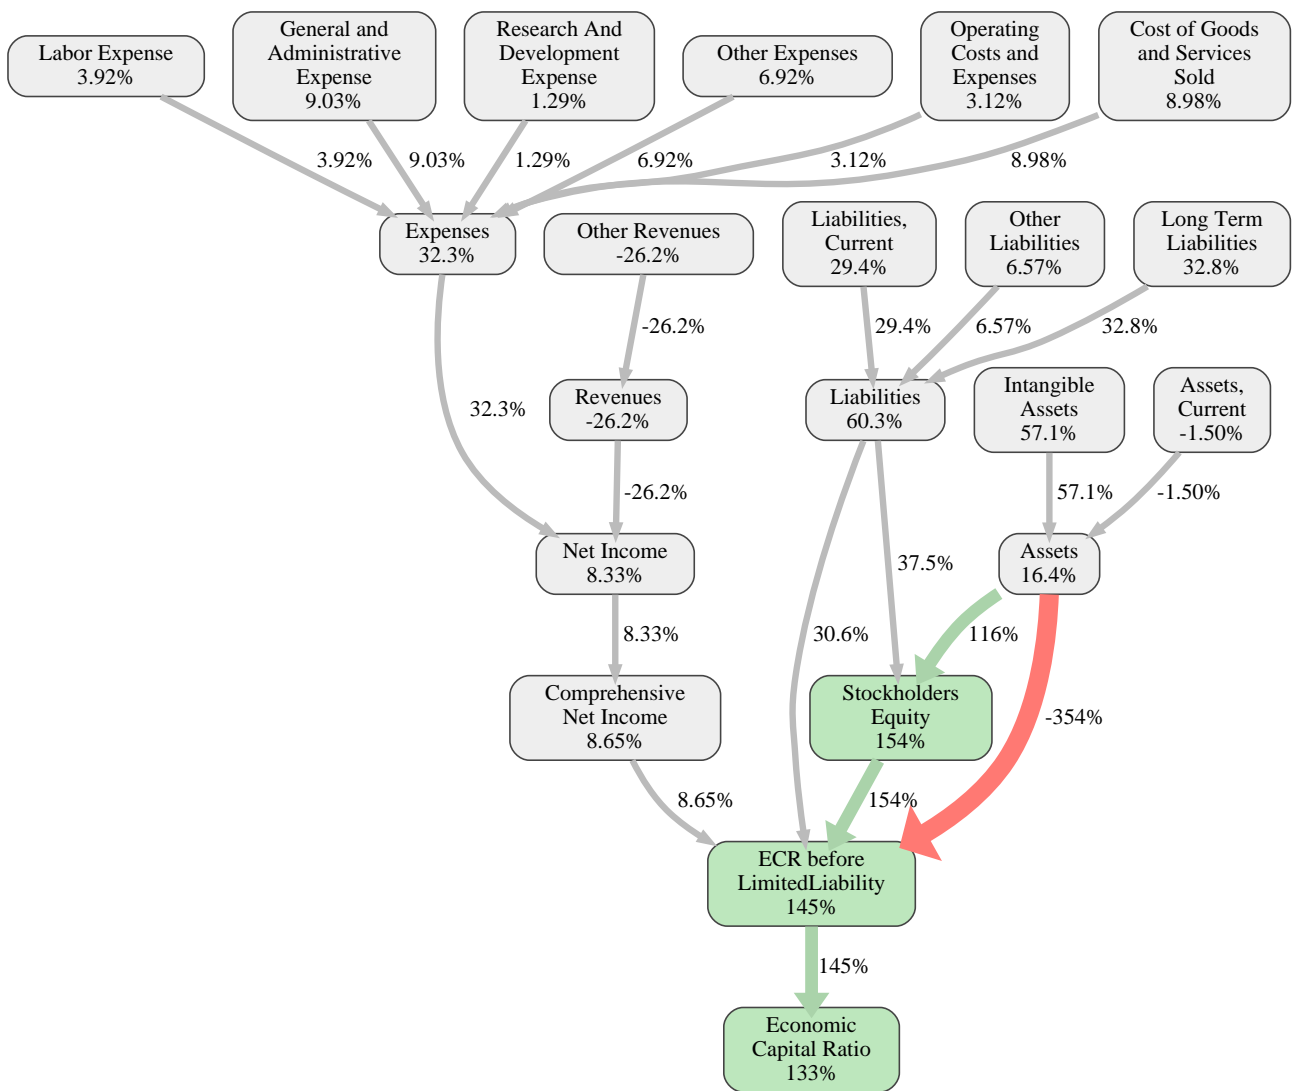 Labor Expense
3.92%
General and
Administrative
Expense
9.03%
Research And
Development
Expense
1.29%
Other Expenses
6.92%
Operating
Costs and
Expenses
3.12%
Cost of Goods
and Services
Sold
8.98%
3.92%
9.03%
1.29%
6.92%
3.12%
8.98%
Expenses
32.3%
Other Revenues
-26.2%
Liabilities,
Current
29.4%
Other
Liabilities
6.57%
Long Term
Liabilities
32.8%
-26.2%
29.4%
6.57%
32.8%
32.3%
Revenues
-26.2%
Liabilities
60.3%
Intangible
Assets
57.1%
Assets,
Current
-1.50%
-26.2%
57.1%
-1.50%
Net Income
8.33%
37.5%
Assets
16.4%
8.33%
30.6%
116%
Comprehensive
Net Income
8.65%
Stockholders
Equity
154%
-354%
8.65%
154%
ECR before
LimitedLiability
145%
145%
Economic
Capital Ratio
133%